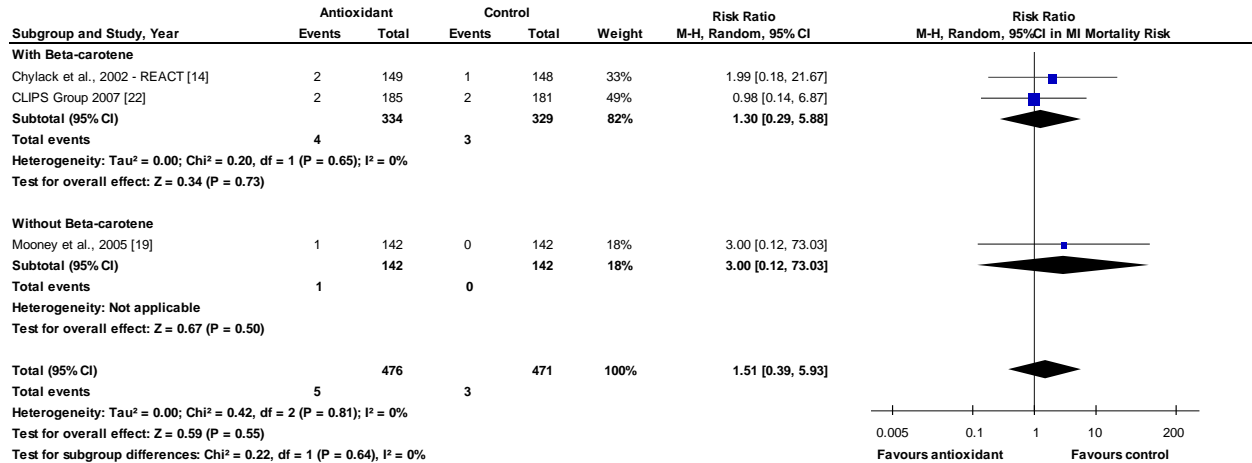 Antioxidant Control Risk Ratio Risk Ratio
Subgroup and Study, Year Events Total Events Total Weight M-H, Random, 95% CI M-H, Random, 95%CI in MI Mortality Risk
With Beta-carotene
Chylack et al., 2002 - REACT [14] 2 149 1 148 33% 1.99 [0.18, 21.67]
CLIPS Group 2007 [22] 2 185 2 181 49% 0.98 [0.14, 6.87]
Subtotal (95% CI) 334 329 82% 1.30 [0.29, 5.88]
Total events 4 3
Heterogeneity: Tau² = 0.00; Chi² = 0.20, df = 1 (P = 0.65); I² = 0%
Test for overall effect: Z = 0.34 (P = 0.73)
Without Beta-carotene
Mooney et al., 2005 [19] 1 142 0 142 18% 3.00 [0.12, 73.03]
Subtotal (95% CI) 142 142 18% 3.00 [0.12, 73.03]
Total events 1 0
Heterogeneity: Not applicable
Test for overall effect: Z = 0.67 (P = 0.50)
Total (95% CI) 476 471 100% 1.51 [0.39, 5.93]
Total events 5 3
Heterogeneity: Tau² = 0.00; Chi² = 0.42, df = 2 (P = 0.81); I² = 0%
Test for overall effect: Z = 0.59 (P = 0.55)
Test for subgroup differences: Chi² = 0.22, df = 1 (P = 0.64), I² = 0%
0.005 0.1 1 10 200
Favours antioxidant Favours control